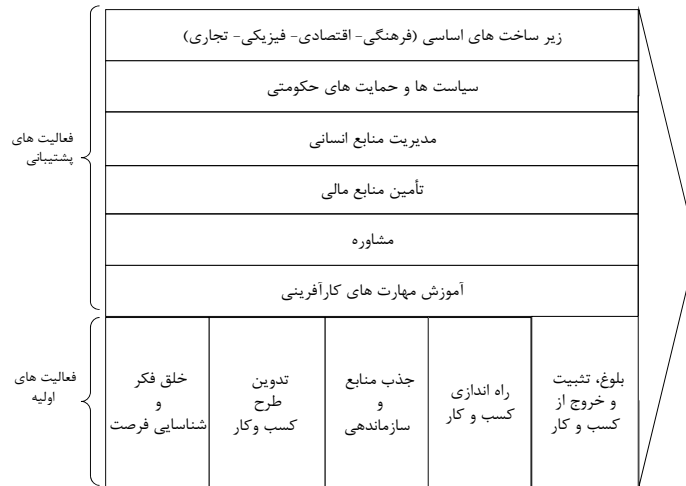 زیر ساخت های اساسی (فرهنگی- اقتصادی- فیزیکی- تجاری)
سیاست ها و حمایت های حکومتی
مدیریت منابع انسانی
تأمین منابع مالی
مشاوره
آموزش مهارت های کارآفرینی
فعالیت های
پشتیبانی
بلوغ، تثبیت
و خروج از
کسب و کار
راه اندازی
کسب و کار
جذب منابع
و
سازماندهی
تدوین
طرح
کسب وکار
خلق فکر
و
شناسایی فرصت
فعالیت های
اولیه